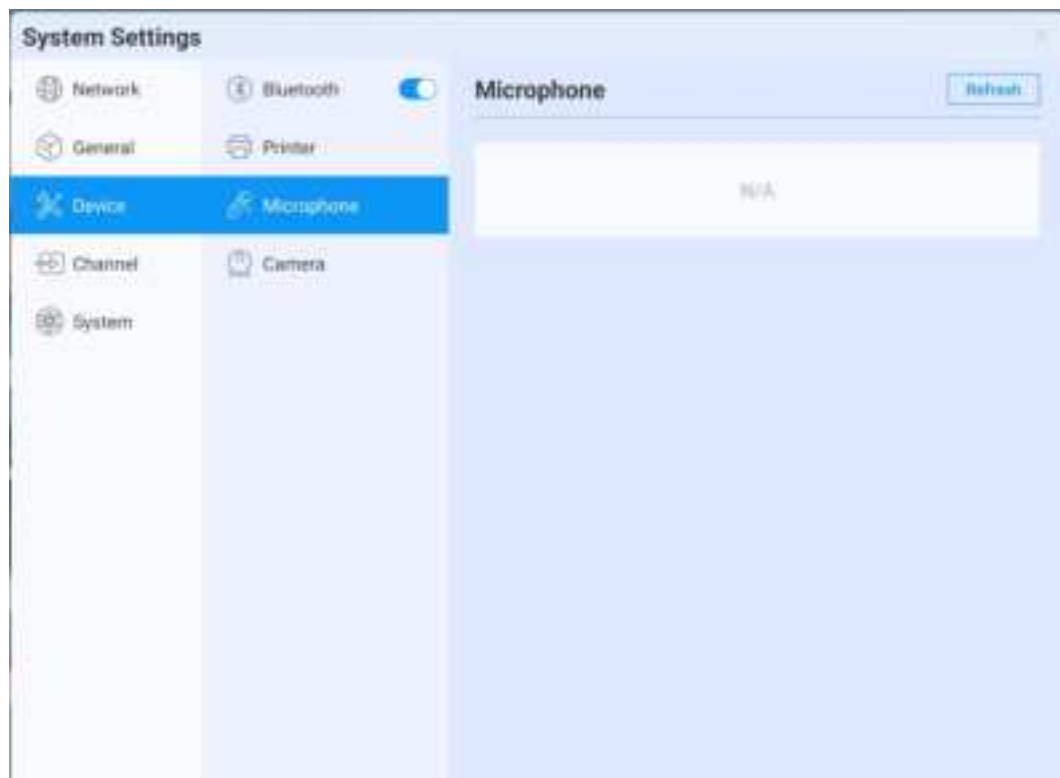 System Settings
Network
General
Device
Channel
System
Bluetooth
Printer
Microphone
Camera
Microphone
Refresh
N/A